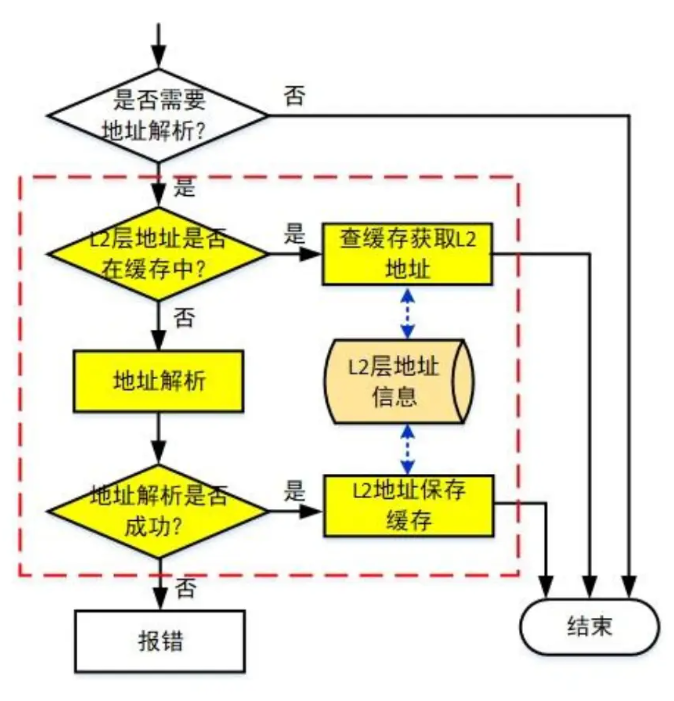 是否需要
地址解析?
否
是
L2层地址是否
在缓存中?
是
查缓存获取L2
地址
否
地址解析
L2层地址
信息
地址解析是否
成功?
是
L2地址保存
缓存
否
报错
结束